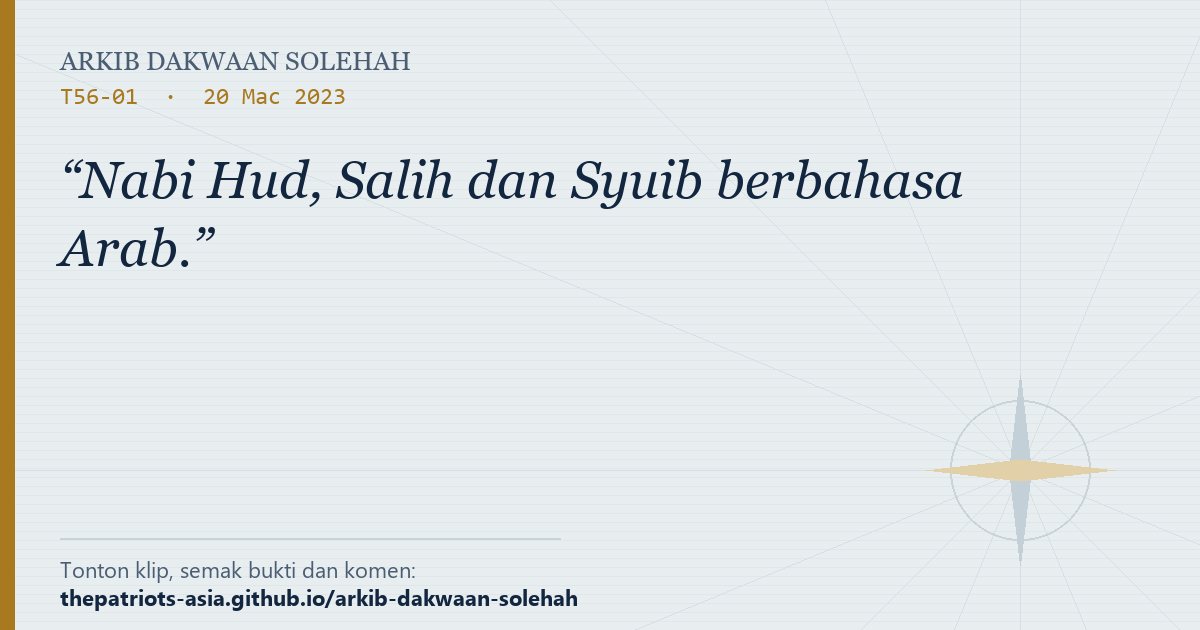 ARKIB DAKWAAN SOLEHAH
T56-01 · 20 Mac 2023
“Nabi Hud, Salih dan Syuib berbahasa
Arab.”
Tonton klip, semak bukti dan komen:
thepatriots-asia.github.io/arkib-dakwaan-solehah